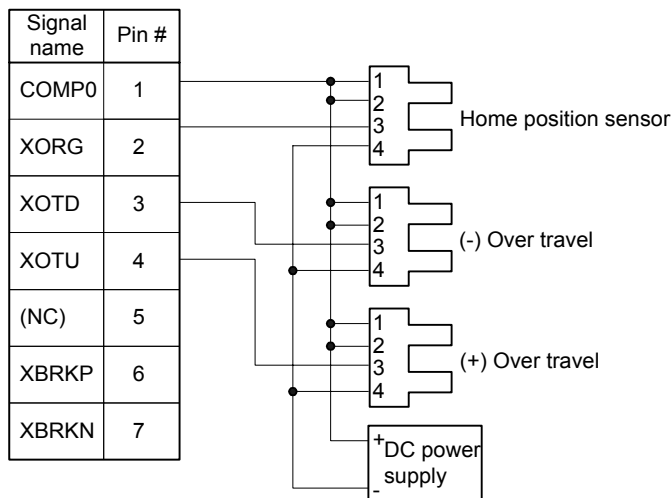 Signal name Pin #
COMP0 1
XORG 2
XOTD 3
XOTU 4
(NC) 5
XBRKP 6
XBRKN 7
1
2
3
4
Home position sensor
1
2
3
4
(-) Over travel
1
2
3
4
(+) Over travel
+
DC power
supply
-